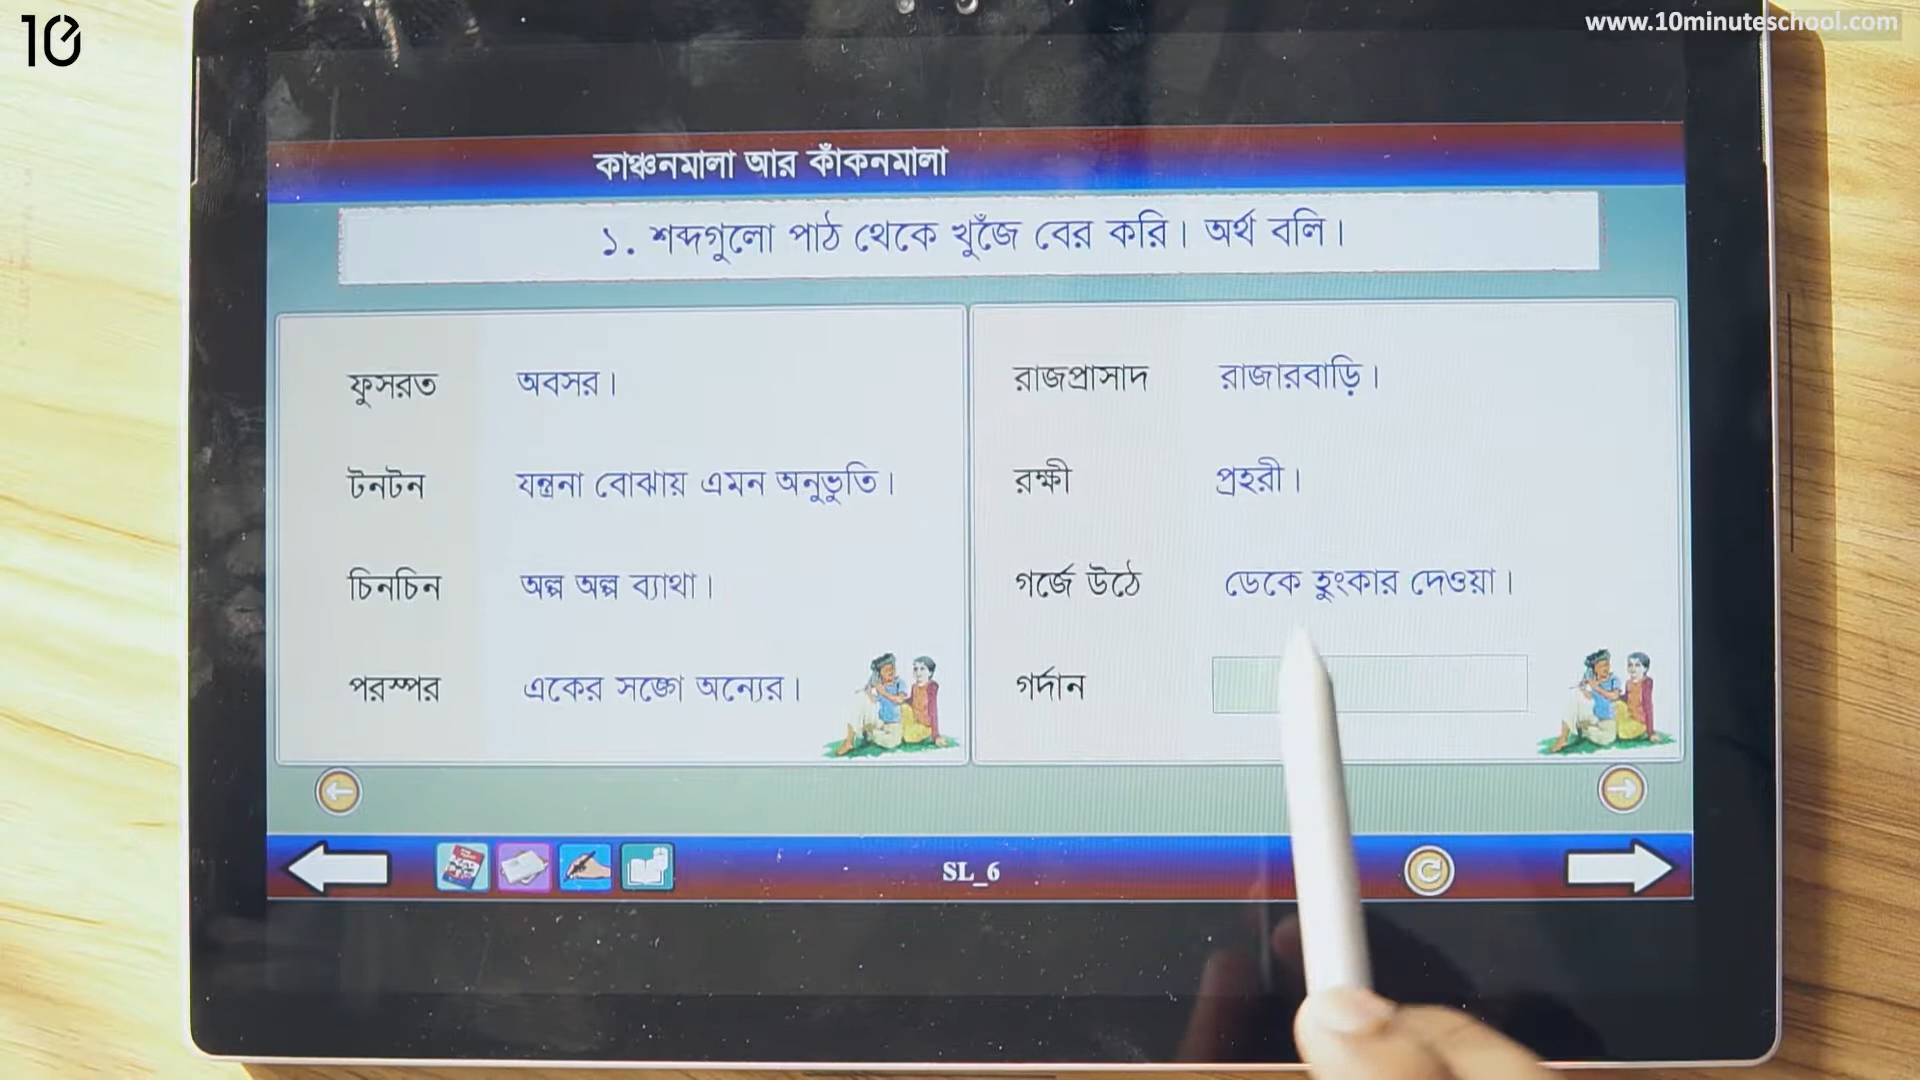 10
www.10minuteschool.com
কাঞ্চনমালা আর কাঁকনমালা
১. শব্দগুলো পাঠ থেকে খুঁজে বের করি। অর্থ বলি।
ফুসরত অবসর।
টনটন যন্ত্রনা বোঝায় এমন অনুভুতি।
চিনচিন অল্প অল্প ব্যাথা।
পরস্পর একের সঙ্গে অন্যের।
রাজপ্রাসাদ রাজারবাড়ি।
রক্ষী প্রহরী।
গর্জে উঠে ডেকে হুংকার দেওয়া।
গর্দান
SL_6